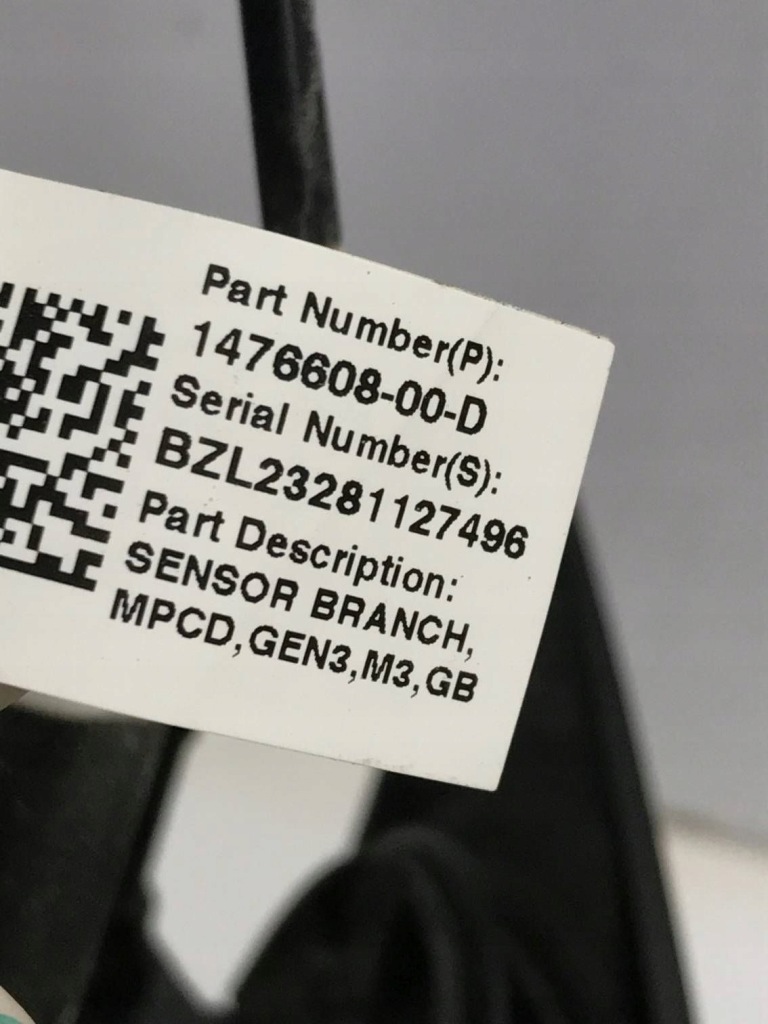 Part Number(P):
1476608-00-D
Serial Number(S):
BZL23281127496
Part Description:
SENSOR BRANCH,
MPCD,GEN3,M3,GB